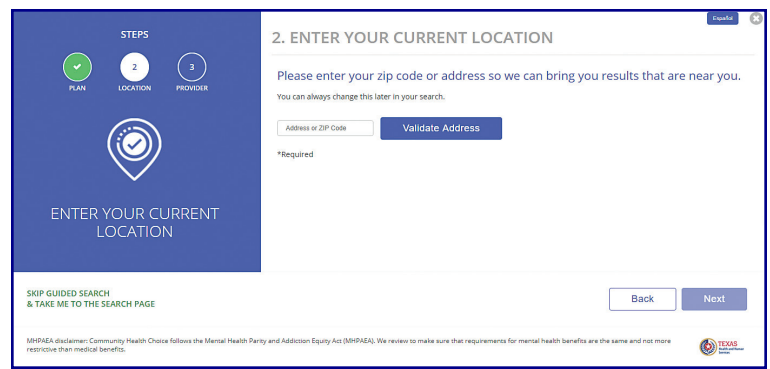 Español
STEPS
2
3
PLAN
LOCATION
PROVIDER
ENTER YOUR CURRENT
LOCATION
2. ENTER YOUR CURRENT LOCATION
Please enter your zip code or address so we can bring you results that are near you.
You can always change this later in your search.
Address or ZIP Code
Validate Address
*Required
SKIP GUIDED SEARCH
& TAKE ME TO THE SEARCH PAGE
Back
Next
MHPAEA disclaimer: Community Health Choice follows the Mental Health Parity and Addiction Equity Act (MHPAEA). We review to make sure that requirements for mental health benefits are the same and not more
restrictive than medical benefits.
TEXAS
Health and Human
Services